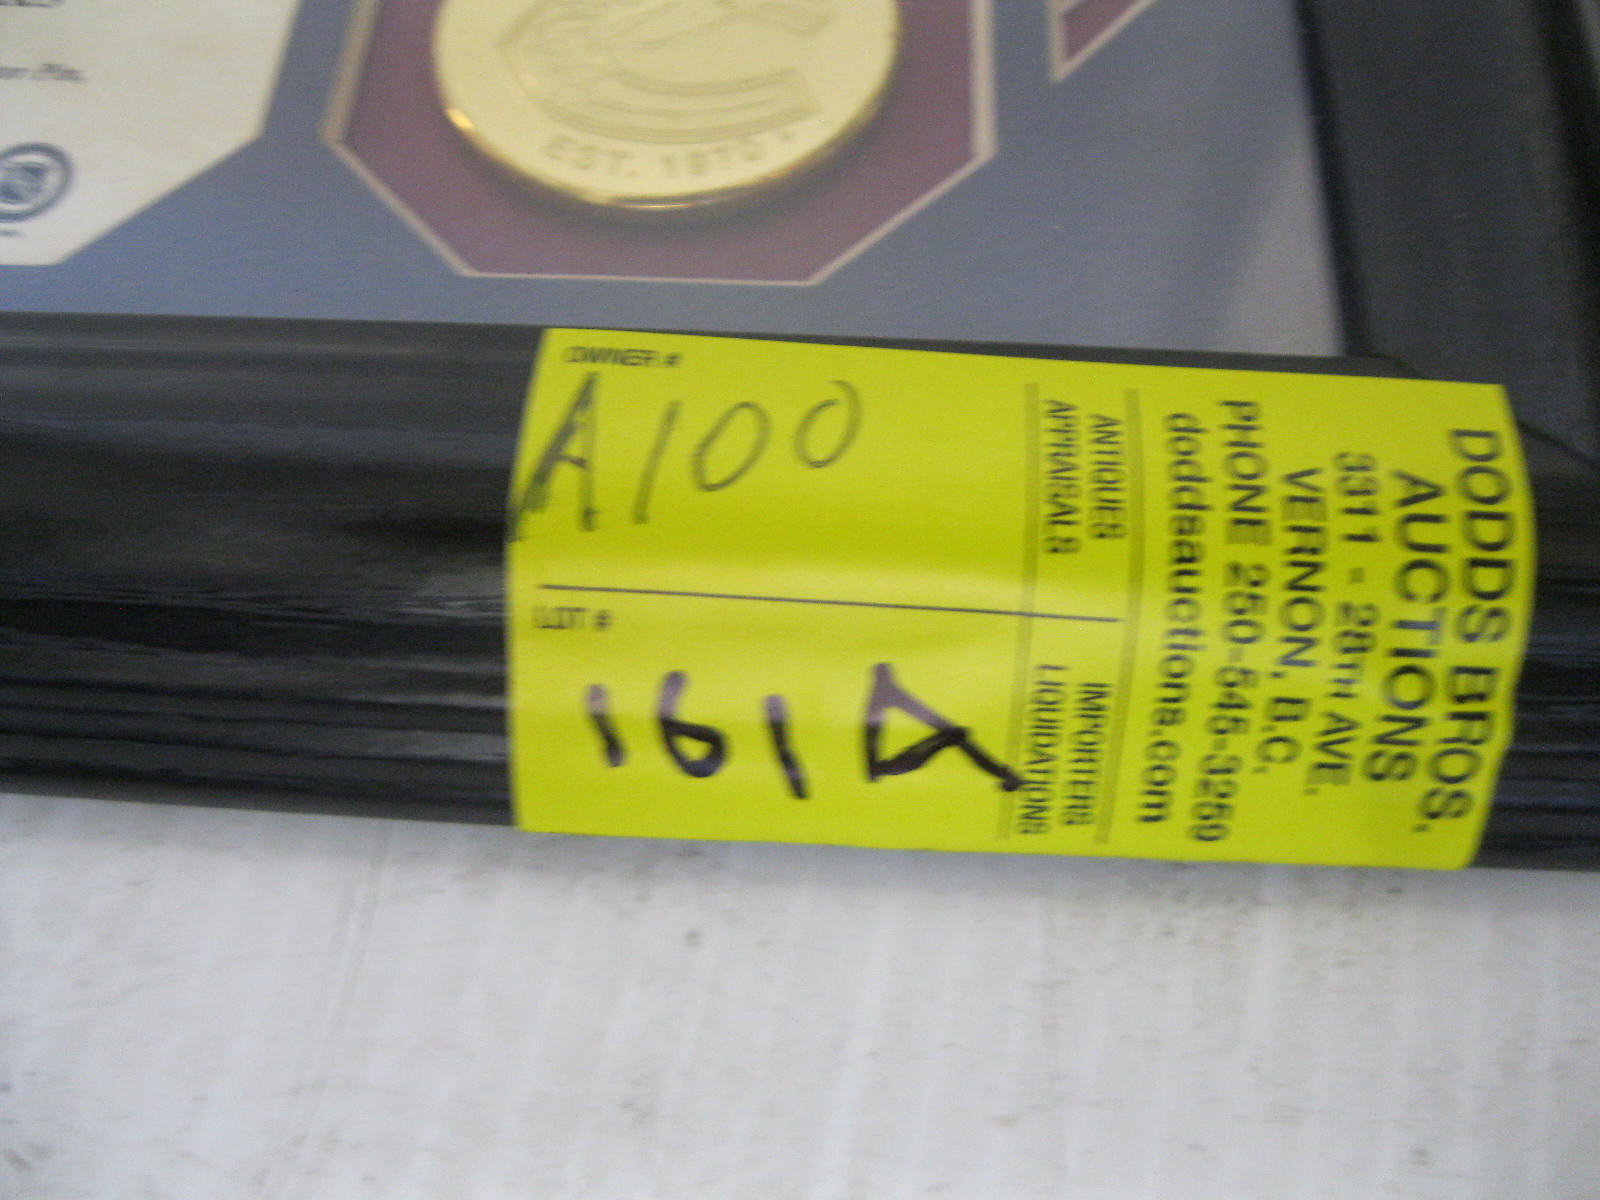 EST. 1970
OWNER #
A100
LOT #
161A
ANTIQUES
APPRAISALS
IMPORTERS
LIQUIDATIONS
DODDS BROS.
AUCTIONS
3311 - 28TH AVE.
VERNON, B.C.
PHONE 250-545-3259
doddsauctions.com